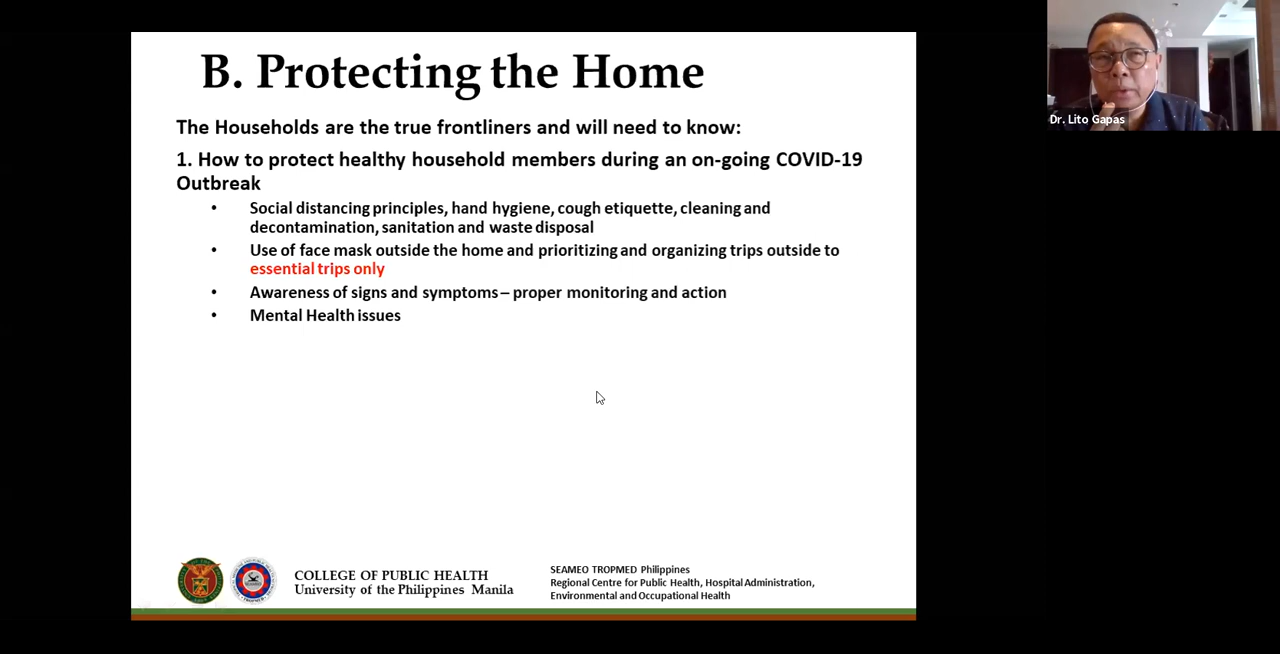 B. Protecting the Home
The Households are the true frontliners and will need to know:
1. How to protect healthy household members during an on-going COVID-19
Outbreak
• Social distancing principles, hand hygiene, cough etiquette, cleaning and
decontamination, sanitation and waste disposal
• Use of face mask outside the home and prioritizing and organizing trips outside to
essential trips only
• Awareness of signs and symptoms – proper monitoring and action
• Mental Health issues
COLLEGE OF PUBLIC HEALTH
University of the Philippines Manila
SEAMEO TROPMED Philippines
Regional Centre for Public Health, Hospital Administration,
Environmental and Occupational Health
Dr. Lito Gapas